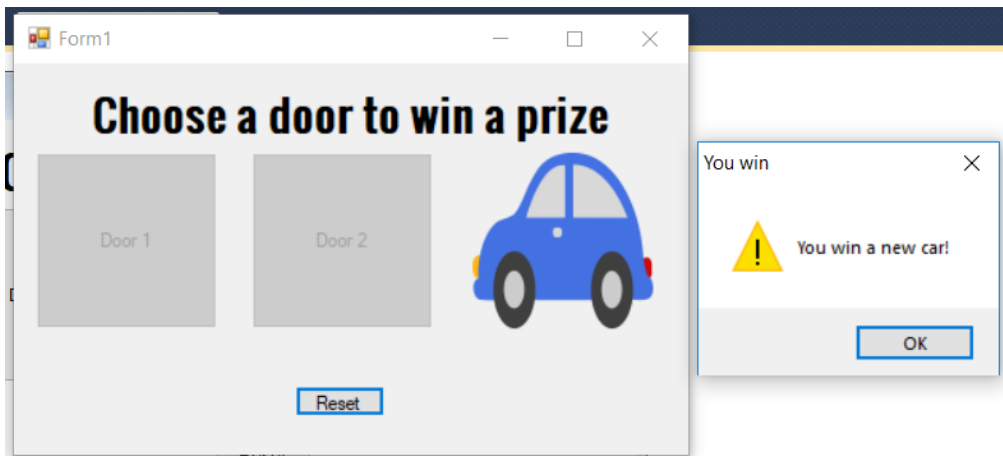 Form1
Choose a door to win a prize
Door 1
Door 2
Reset
You win
You win a new car!
OK